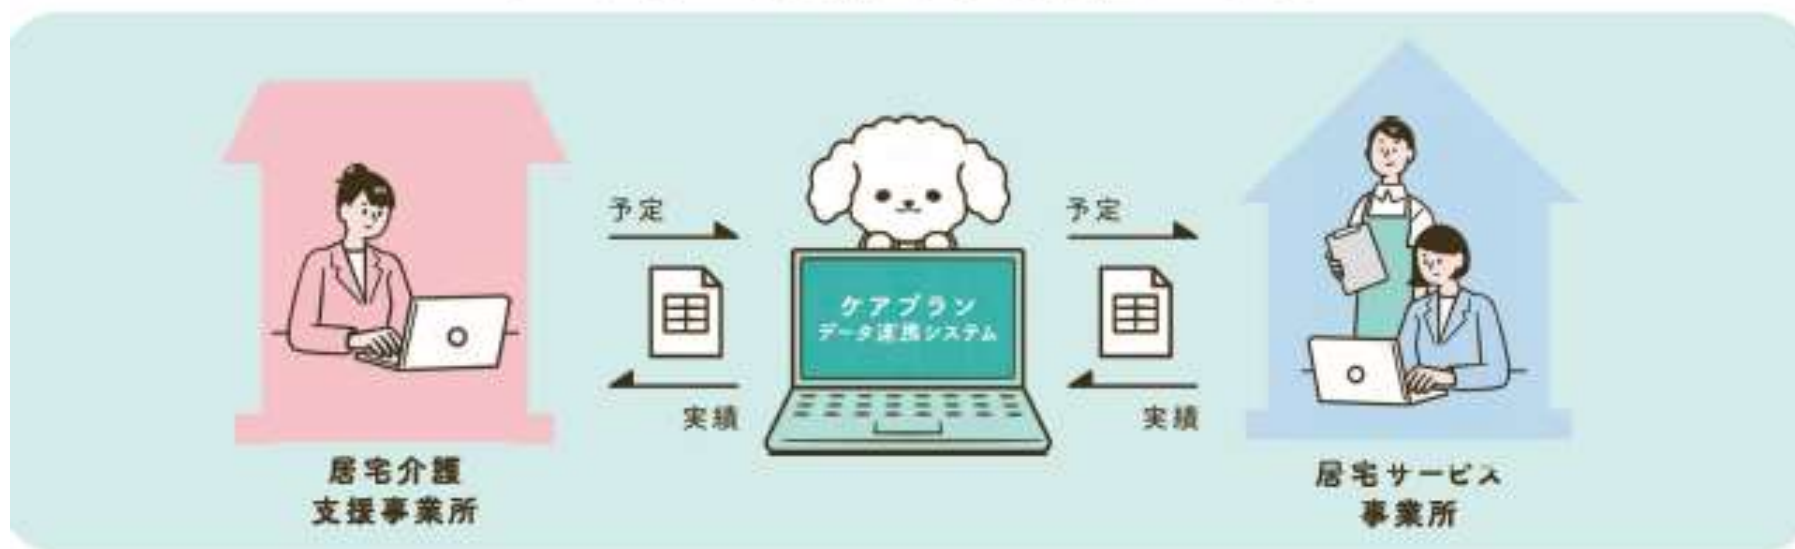 予定
予定
ケアプラン
データ連携システム
実績
実績
居宅介護
支援事業所
居宅サービス
事業所